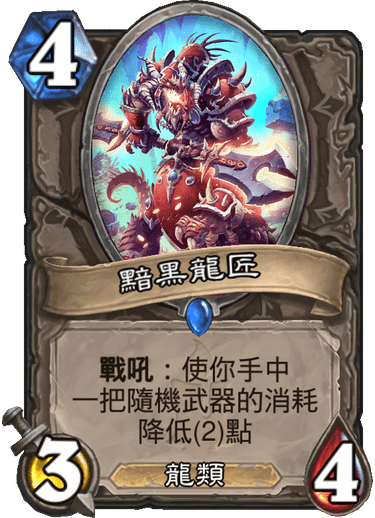 4
黯黑龍匠
戰吼：使你手中
一把隨機武器的消耗
降低(2)點
3
龍類
4